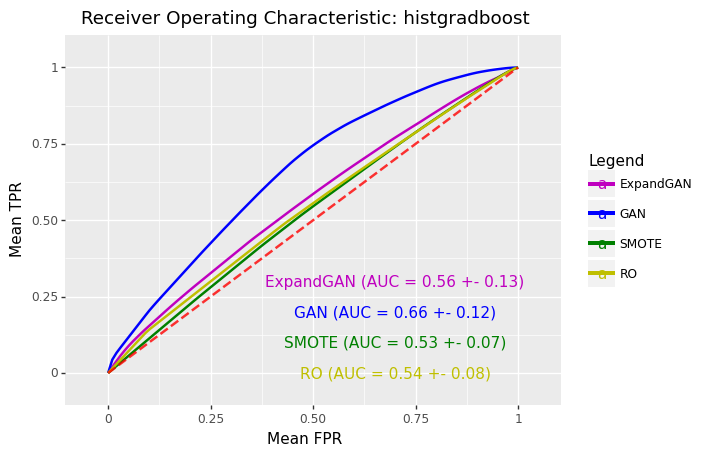 Receiver Operating Characteristic: histgradboost
Mean TPR
1
0.75
0.50
0.25
0
0
0.25
0.50
0.75
1
Mean FPR
ExpandGAN (AUC = 0.56 +- 0.13)
GAN (AUC = 0.66 +- 0.12)
SMOTE (AUC = 0.53 +- 0.07)
RO (AUC = 0.54 +- 0.08)
Legend
a ExpandGAN
a GAN
a SMOTE
a RO